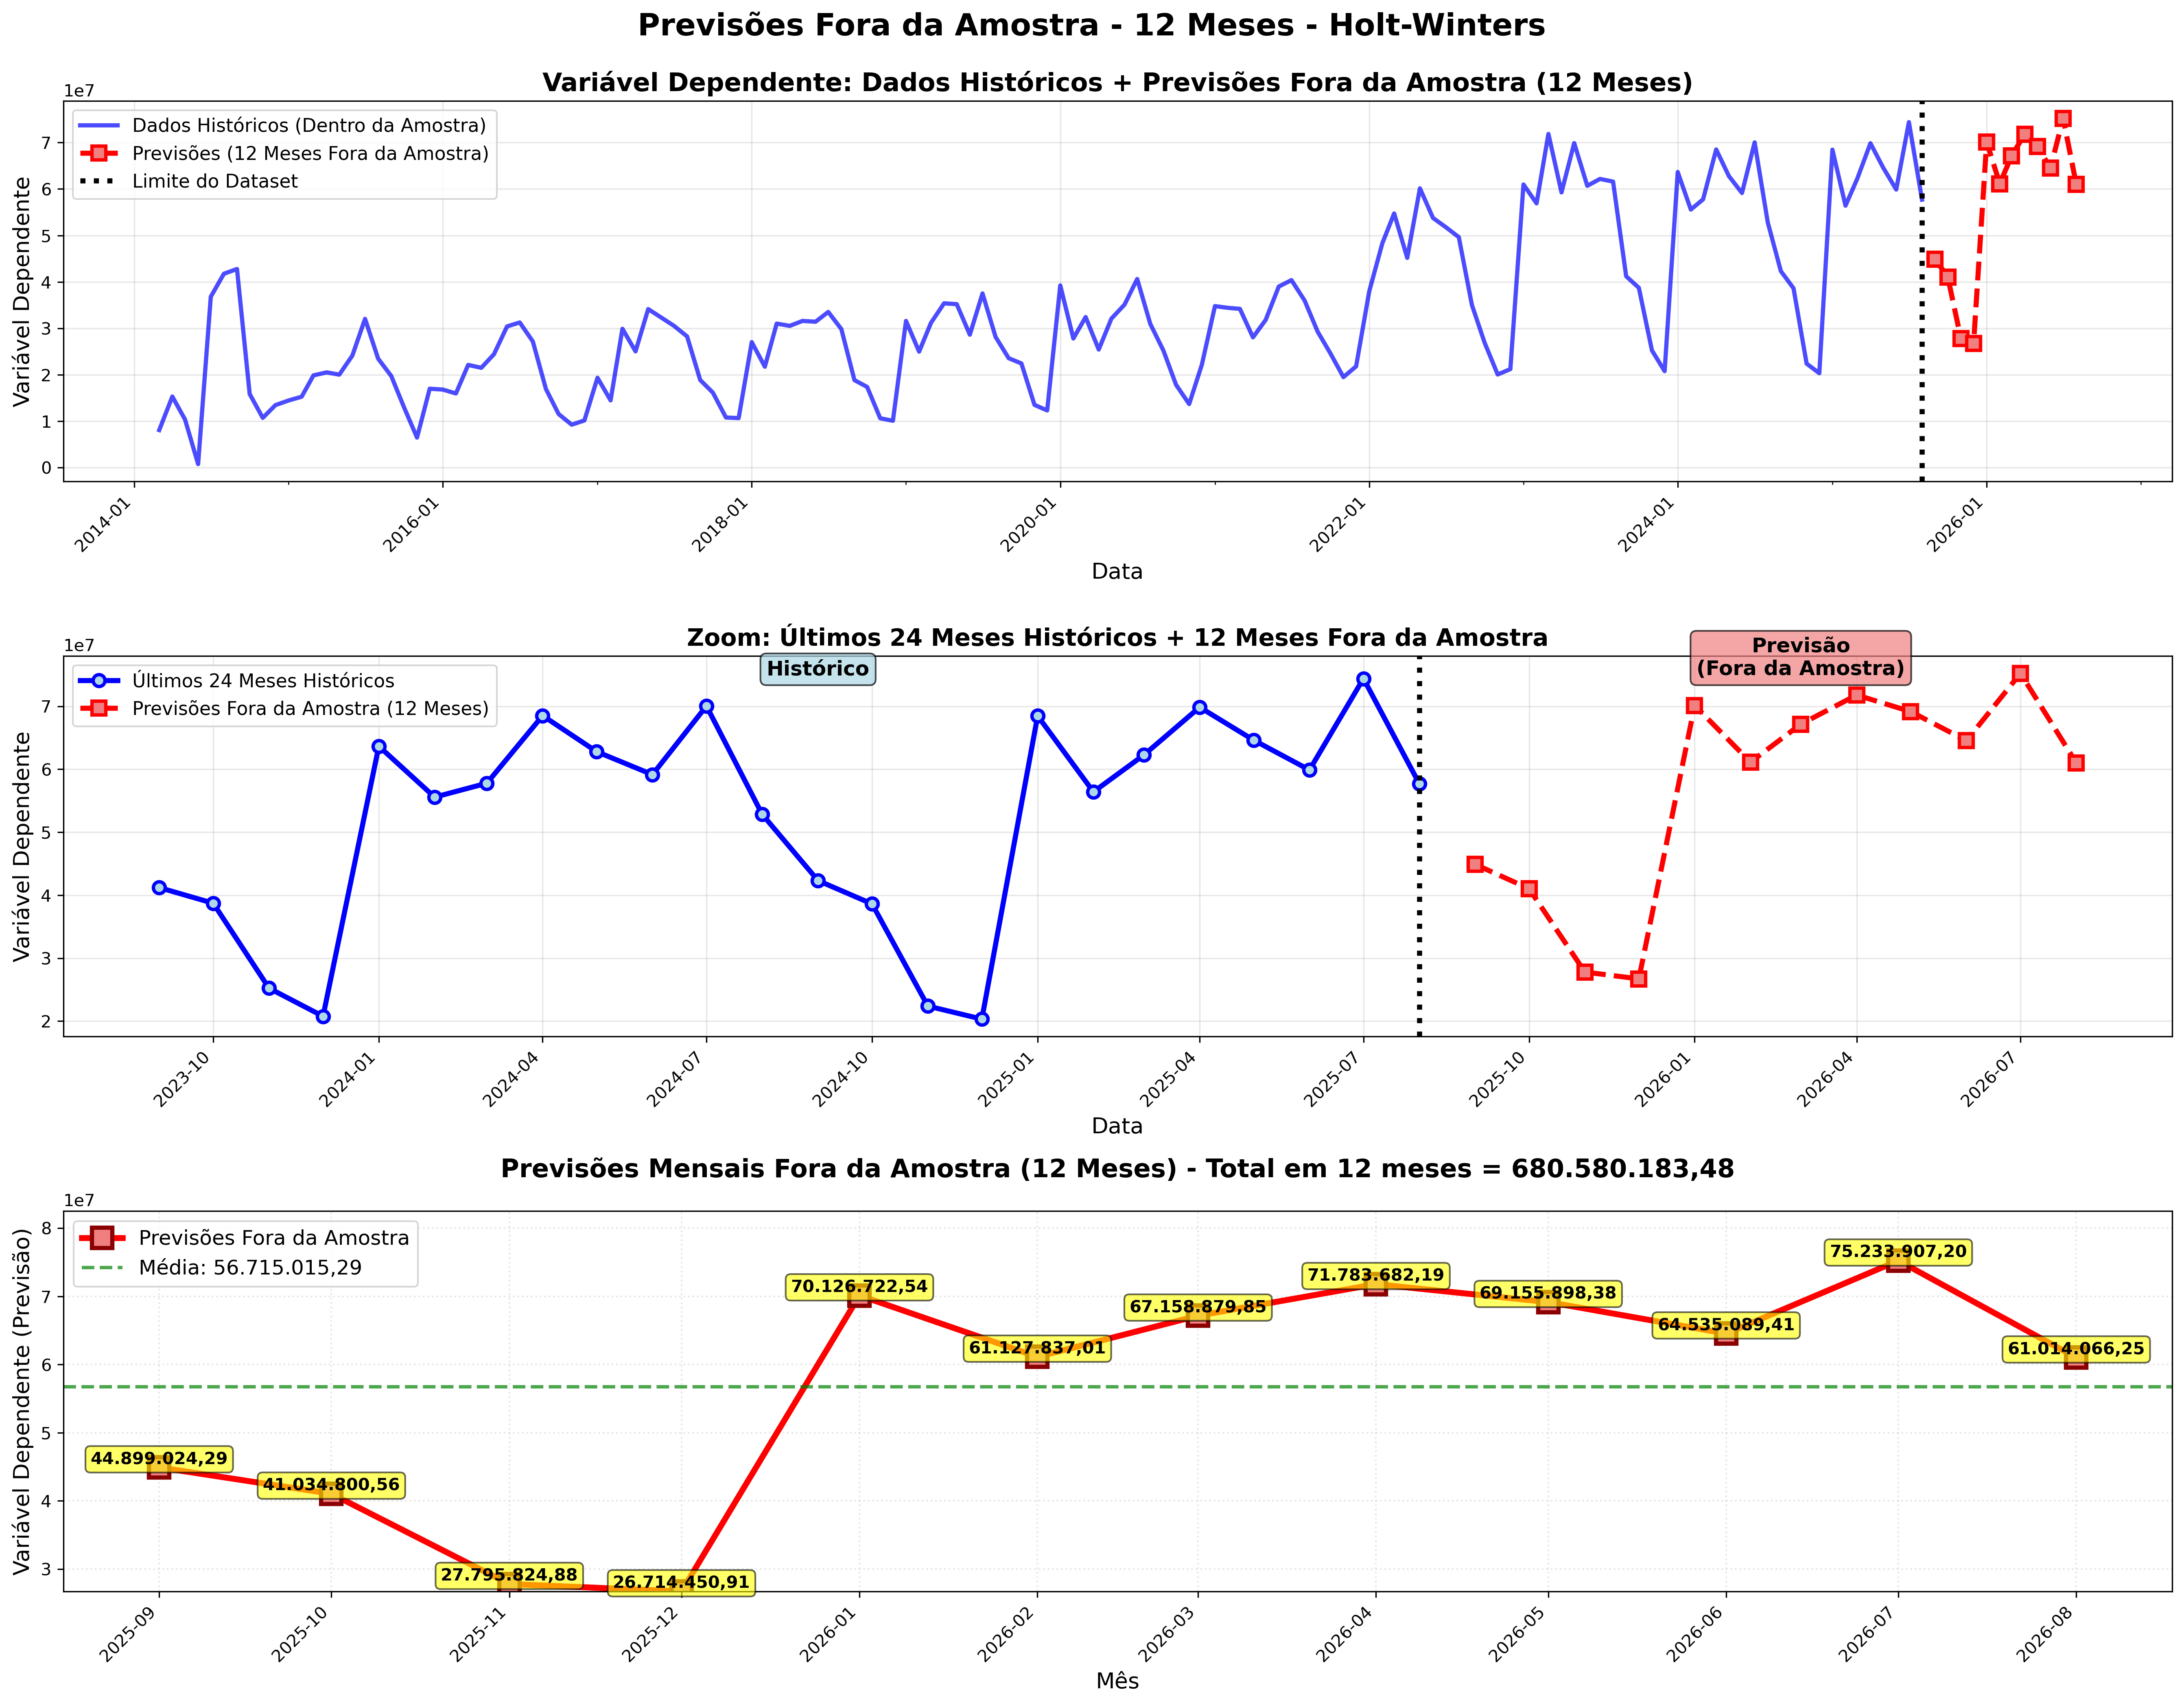 Previsões Fora da Amostra - 12 Meses - Holt-Winters
Variável Dependente: Dados Históricos + Previsões Fora da Amostra (12 Meses)
1e7
Dados Históricos (Dentro da Amostra)
Previsões (12 Meses Fora da Amostra)
Limite do Dataset
Variável Dependente
7
6
5
4
3
2
1
0
2014-01
2016-01
2018-01
2020-01
2022-01
2024-01
2026-01
Data
Zoom: Últimos 24 Meses Históricos + 12 Meses Fora da Amostra
1e7
Últimos 24 Meses Históricos
Previsões Fora da Amostra (12 Meses)
Histórico
Previsão
(Fora da Amostra)
Variável Dependente
7
6
5
4
3
2
2023-10
2024-01
2024-04
2024-07
2024-10
2025-01
2025-04
2025-07
2025-10
2026-01
2026-04
2026-07
Data
Previsões Mensais Fora da Amostra (12 Meses) - Total em 12 meses = 680.580.183,48
1e7
Previsões Fora da Amostra
Média: 56.715.015,29
Variável Dependente (Previsão)
8
7
6
5
4
3
44.899.024,29
41.034.800,56
27.795.824,88
26.714.450,91
70.126.722,54
61.127.837,01
67.158.879,85
71.783.682,19
69.155.898,38
64.535.089,41
75.233.907,20
61.014.066,25
2025-09
2025-10
2025-11
2025-12
2026-01
2026-02
2026-03
2026-04
2026-05
2026-06
2026-07
2026-08
Mês